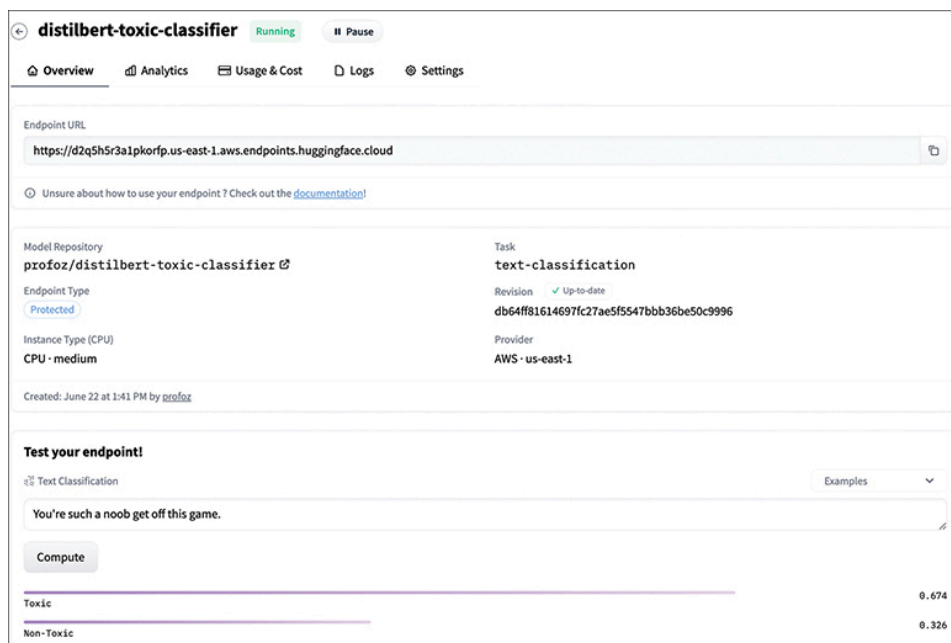 distilbert-toxic-classifier Running Pause
Overview Analytics Usage & Cost Logs Settings
Endpoint URL
https://d2q5h5r3a1pkorfp.us-east-1.aws.endpoints.huggingface.cloud
Unsure about how to use your endpoint ? Check out the documentation!
Model Repository Task
profoz/distilbert-toxic-classifier text-classification
Endpoint Type Revision Up-to-date
Protected db64ff81614697fc27ae5f5547bbb36be50c9996
Instance Type (CPU) Provider
CPU · medium AWS · us-east-1
Created: June 22 at 1:41 PM by profoz
Test your endpoint!
Text Classification Examples
You're such a noob get off this game.
Compute
Toxic 0.674
Non-Toxic 0.326